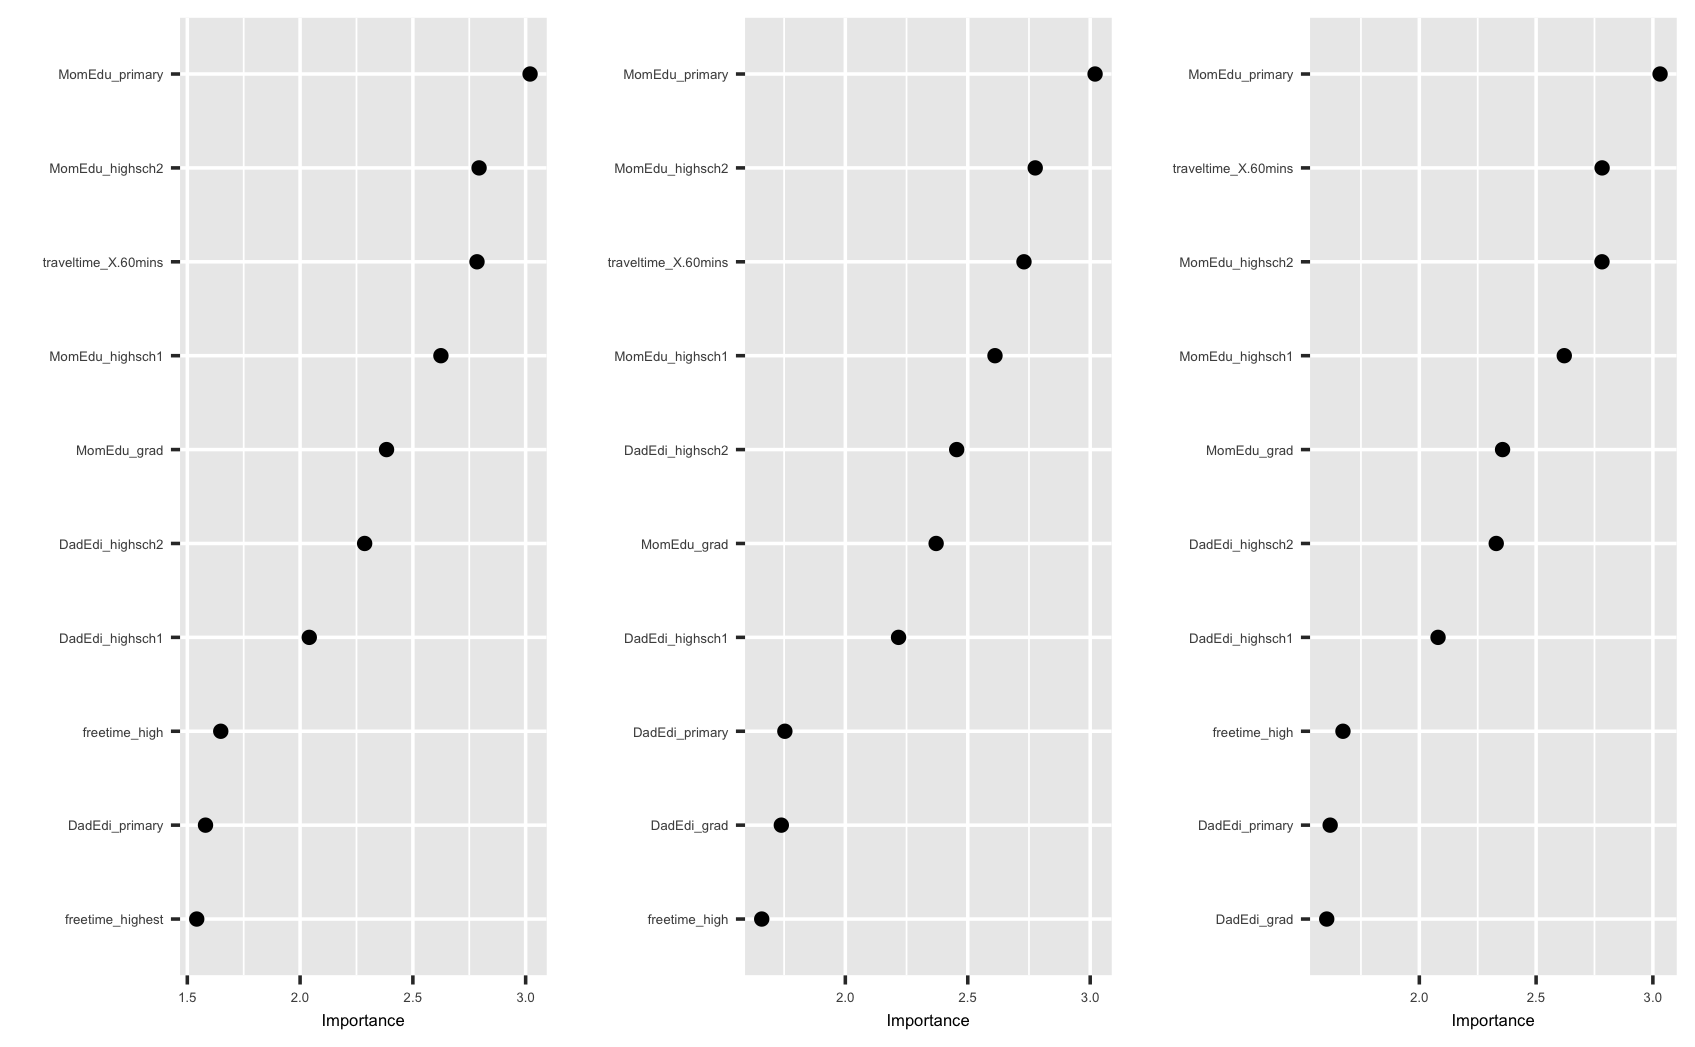 MomEdu_primary
MomEdu_highsch2
traveltime_X.60mins
MomEdu_highsch1
MomEdu_grad
DadEdi_highsch2
DadEdi_highsch1
freetime_high
DadEdi_primary
freetime_highest
1.5 2.0 2.5 3.0
Importance
MomEdu_primary
MomEdu_highsch2
traveltime_X.60mins
MomEdu_highsch1
DadEdi_highsch2
MomEdu_grad
DadEdi_highsch1
DadEdi_primary
DadEdi_grad
freetime_high
2.0 2.5 3.0
Importance
MomEdu_primary
traveltime_X.60mins
MomEdu_highsch2
MomEdu_highsch1
MomEdu_grad
DadEdi_highsch2
DadEdi_highsch1
freetime_high
DadEdi_primary
DadEdi_grad
2.0 2.5 3.0
Importance